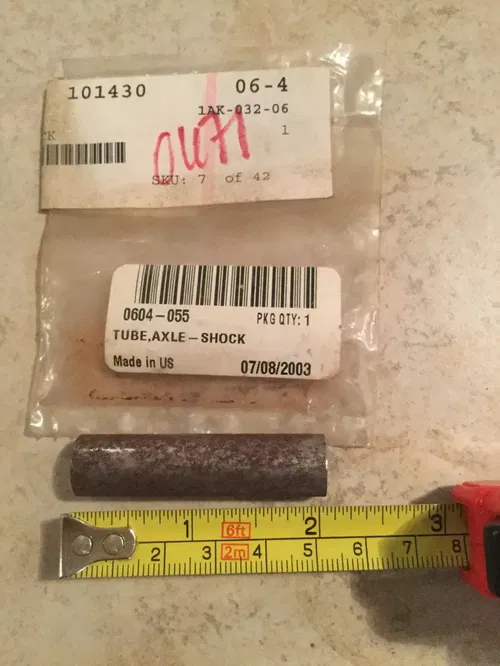 101430 06-4
1AK-032-06
K 1
0471
SKU: 7 of 42
0604-055 PKG QTY: 1
TUBE,AXLE-SHOCK
Made in US 07/08/2003
1 6ft 2 3
2 3 2m 4 5 6 7 8